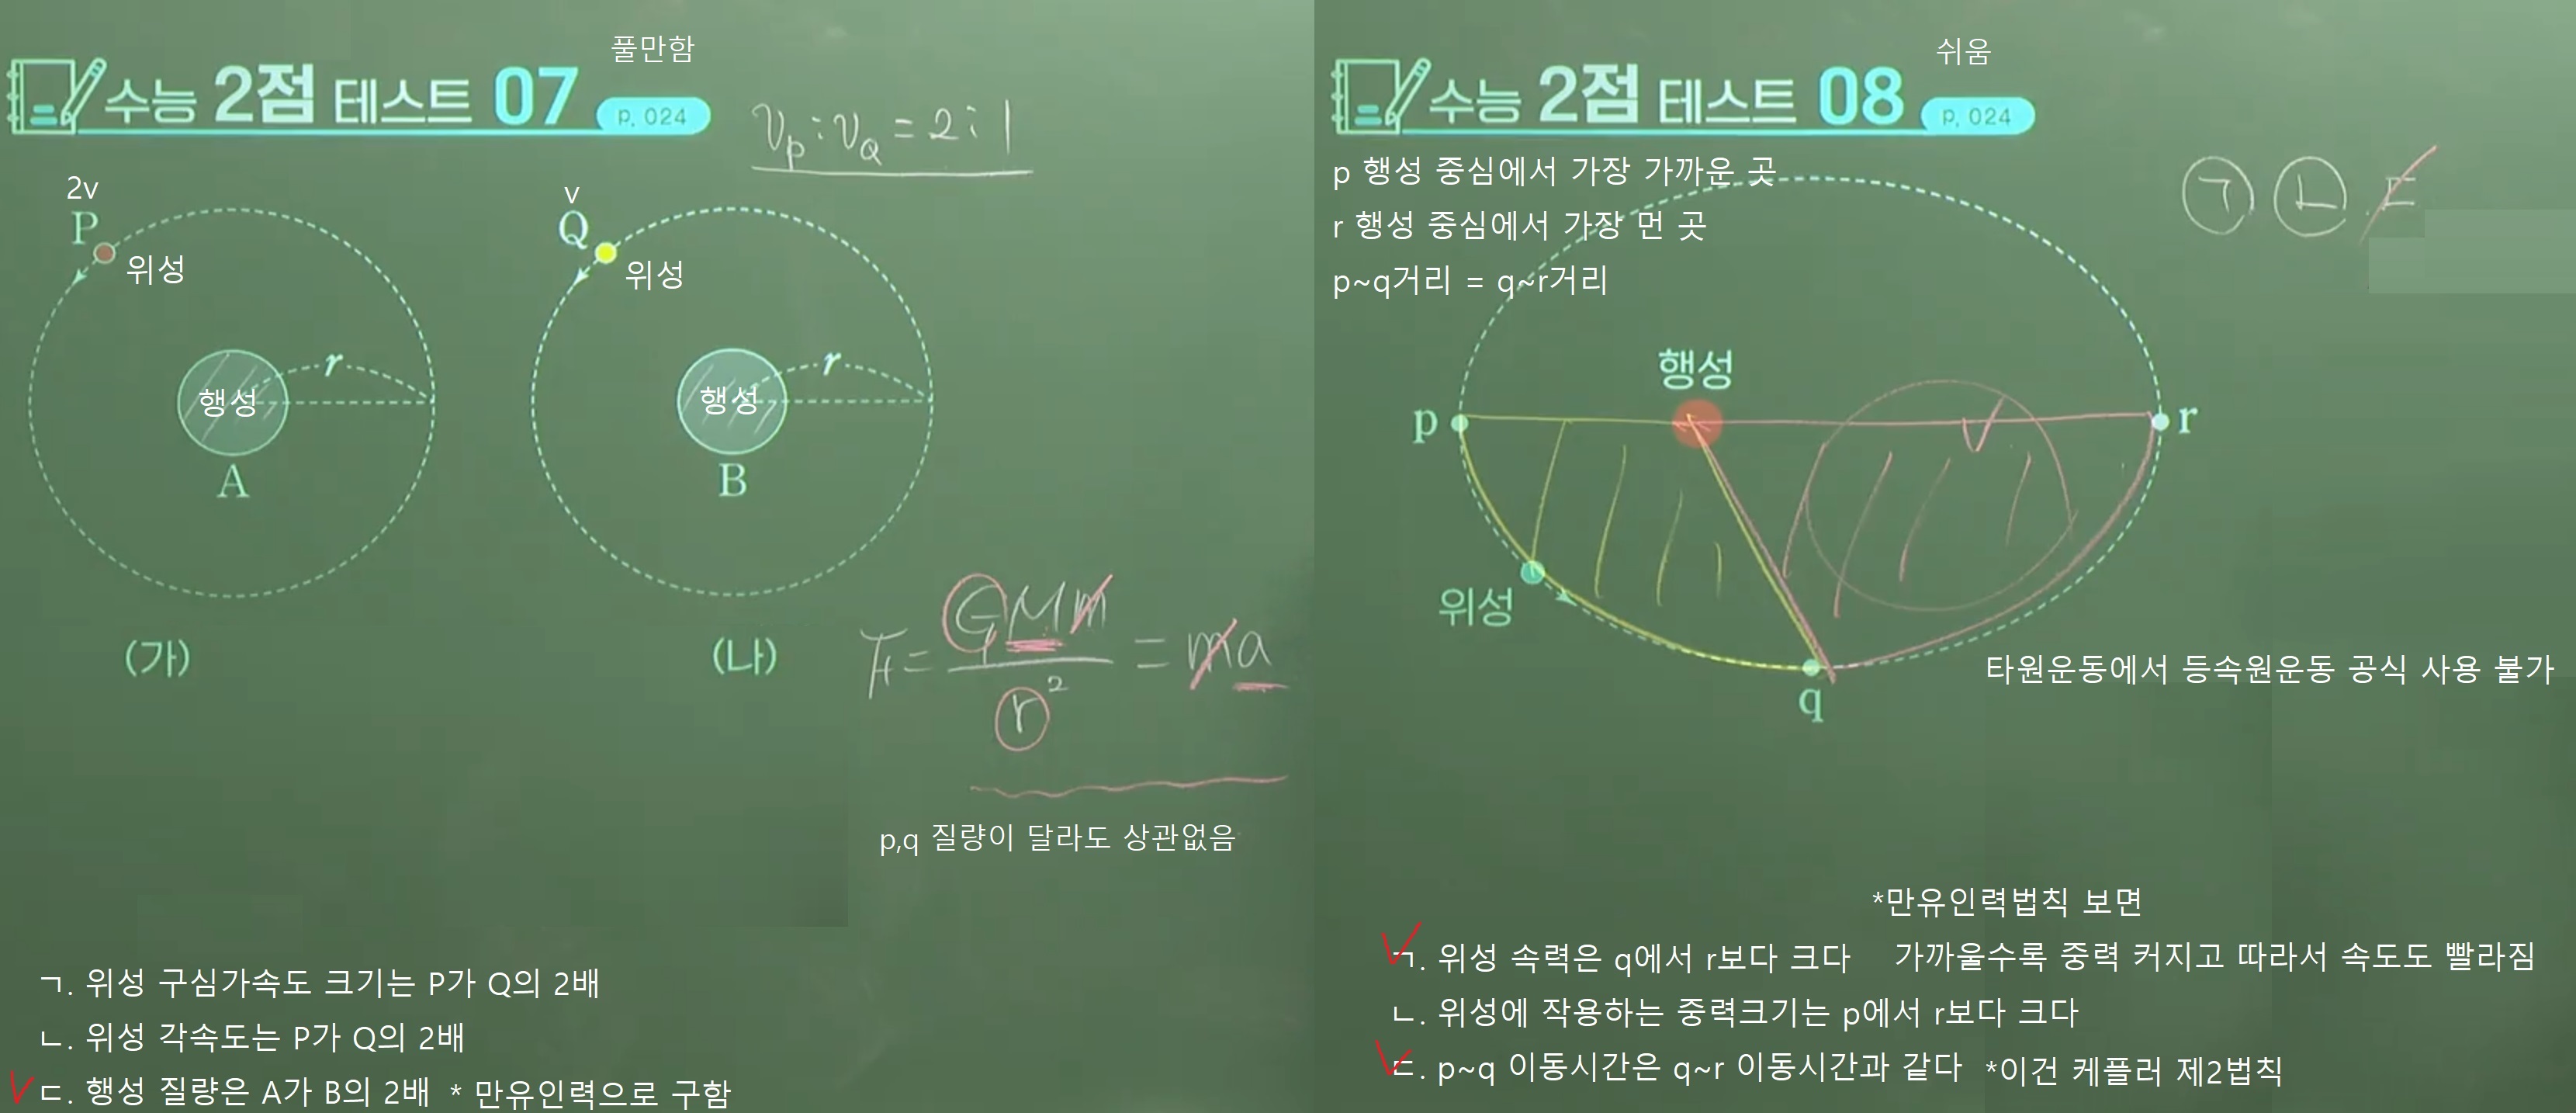 풀만함
수능 2점 테스트 07 p. 024
v_P : v_Q = 2 : 1
2v
P
위성
v
Q
위성
r
행성
A
r
행성
B
(가)
(나)
F = GMm / r² = ma
p,q 질량이 달라도 상관없음
ㄱ. 위성 구심가속도 크기는 P가 Q의 2배
ㄴ. 위성 각속도는 P가 Q의 2배
ㄷ. 행성 질량은 A가 B의 2배 * 만유인력으로 구함
쉬움
수능 2점 테스트 08 p. 024
p 행성 중심에서 가장 가까운 곳
r 행성 중심에서 가장 먼 곳
p~q거리 = q~r거리
ㄱ ㄴ . ㄷ
행성
p
r
위성
q
타원운동에서 등속원운동 공식 사용 불가
*만유인력법칙 보면
ㄱ. 위성 속력은 q에서 r보다 크다 가까울수록 중력 커지고 따라서 속도도 빨라짐
ㄴ. 위성에 작용하는 중력크기는 p에서 r보다 크다
ㄷ. p~q 이동시간은 q~r 이동시간과 같다 *이건 케플러 제2법칙